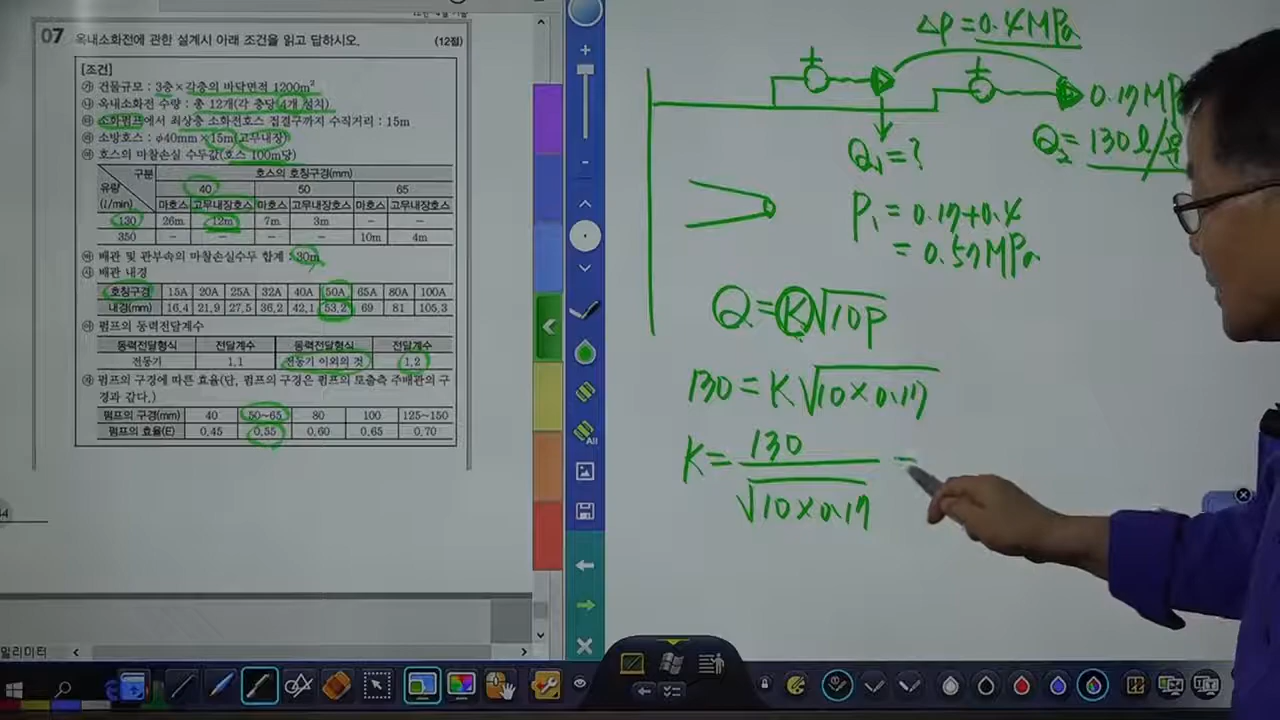 07 옥내소화전에 관한 설계시 아래 조건을 읽고 답하시오. (12점)
[조건]
㉮ 건물규모 : 3층×각층의 바닥면적 1200m²
㉯ 옥내소화전 수량 : 총 12개(각 층당 4개 설치)
㉰ 소화펌프에서 최상층 소화전호스 접결구까지 수직거리 : 15m
㉱ 소방호스 : φ40mm×15m(고무내장)
㉲ 호스의 마찰손실 수두값(호스 100m당)
구분 호스의 호칭구경(mm)
유량 40 50 65
(l/min) 마호스 고무내장호스 마호스 고무내장호스 마호스 고무내장호스
130 26m 12m 7m 3m - -
350 - - - - 10m 4m
㉳ 배관 및 관부속의 마찰손실수두 합계 : 30m
㉴ 배관 내경
호칭구경 15A 20A 25A 32A 40A 50A 65A 80A 100A
내경(mm) 16.4 21.9 27.5 36.2 42.1 53.2 69 81 105.3
㉵ 펌프의 동력전달계수
동력전달형식 전달계수 동력전달형식 전달계수
전동기 1.1 전동기 이외의 것 1.2
㉶ 펌프의 구경에 따른 효율(단, 펌프의 구경은 펌프의 토출측 주배관의 구
경과 같다.)
펌프의 구경(mm) 40 50~65 80 100 125~150
펌프의 효율(E) 0.45 0.55 0.60 0.65 0.70
밀리미터
All
ΔP = 0.4 MPa
0.17 MP
Q₁ = ?
Q₂ = 130 l/분
P₁ = 0.17+0.4
= 0.57 MPa
Q = K√10P
130 = K√10×0.17
K = 130 =
√10×0.17